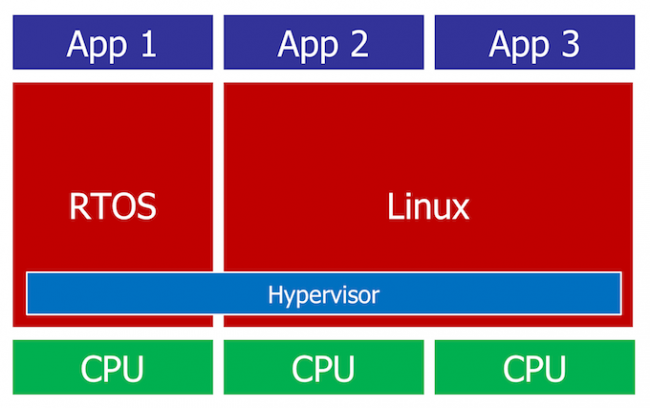 App 1
App 2
App 3
RTOS
Linux
Hypervisor
CPU
CPU
CPU